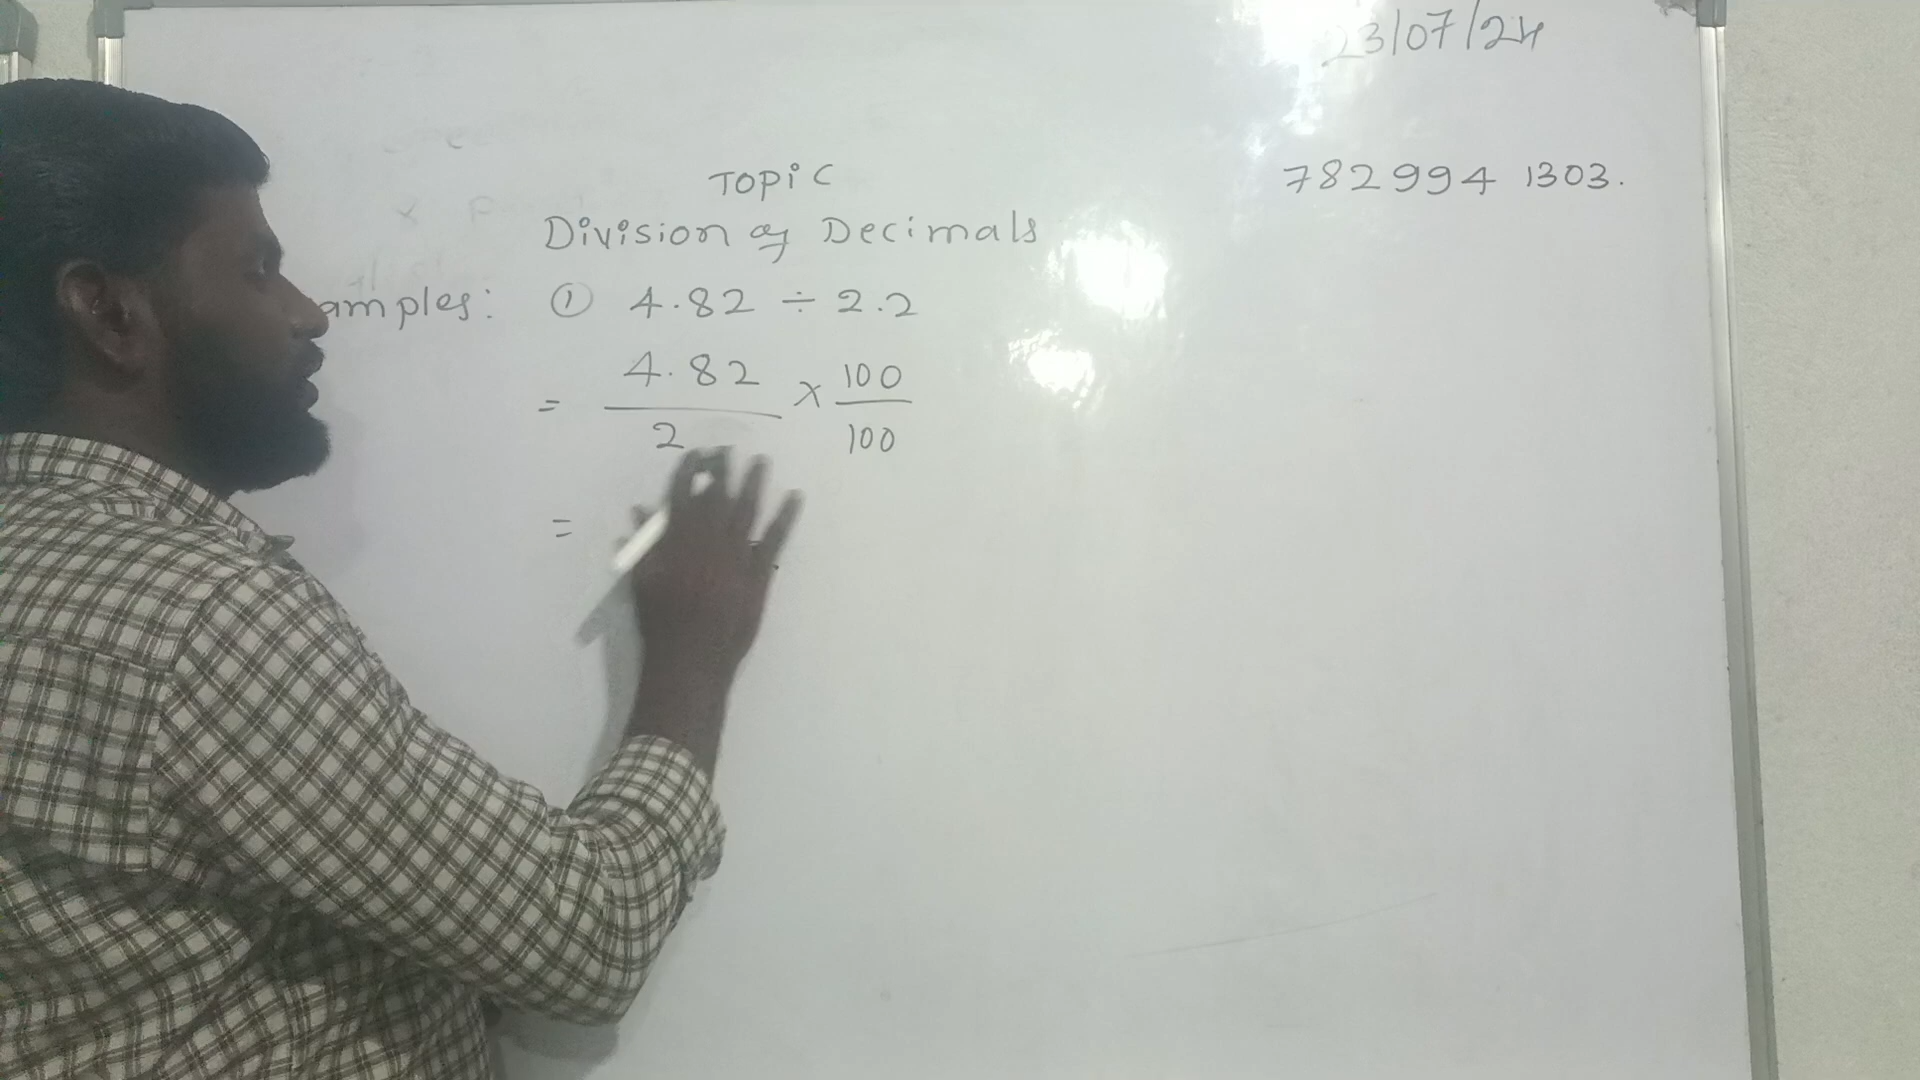 23/07/24
TOPiC
782994 1303.
Division of Decimals
amples: ① 4.82 ÷ 2.2
= 4.82 / 2 × 100 / 100
=